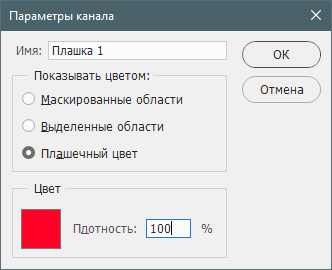 Параметры канала
Имя: Плашка 1
OK
Отмена
Показывать цветом:
Маскированные области
Выделенные области
Плашечный цвет
Цвет
Плотность: 100 %